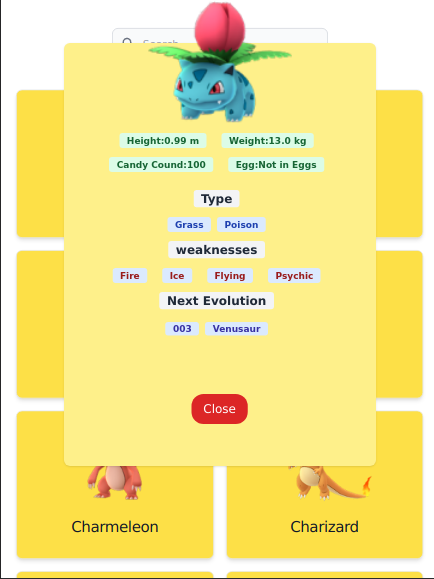 Search
Height:0.99 m Weight:13.0 kg
Candy Cound:100 Egg:Not in Eggs
Type
Grass Poison
weaknesses
Fire Ice Flying Psychic
Next Evolution
003 Venusaur
Close
Charmeleon Charizard